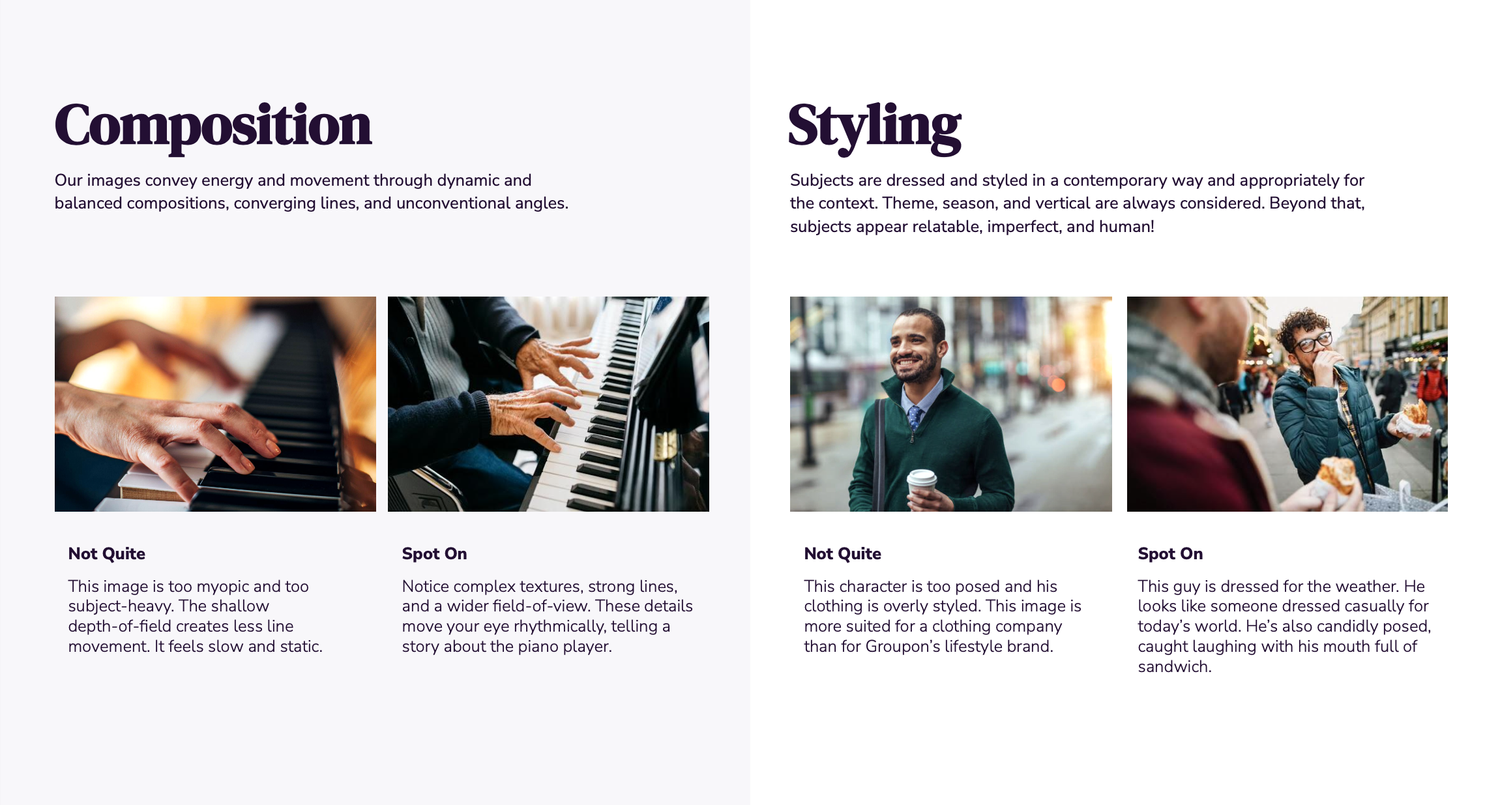 Composition
Our images convey energy and movement through dynamic and
balanced compositions, converging lines, and unconventional angles.
Not Quite
This image is too myopic and too
subject-heavy. The shallow
depth-of-field creates less line
movement. It feels slow and static.
Spot On
Notice complex textures, strong lines,
and a wider field-of-view. These details
move your eye rhythmically, telling a
story about the piano player.
Styling
Subjects are dressed and styled in a contemporary way and appropriately for
the context. Theme, season, and vertical are always considered. Beyond that,
subjects appear relatable, imperfect, and human!
Not Quite
This character is too posed and his
clothing is overly styled. This image is
more suited for a clothing company
than for Groupon’s lifestyle brand.
Spot On
This guy is dressed for the weather. He
looks like someone dressed casually for
today’s world. He’s also candidly posed,
caught laughing with his mouth full of
sandwich.